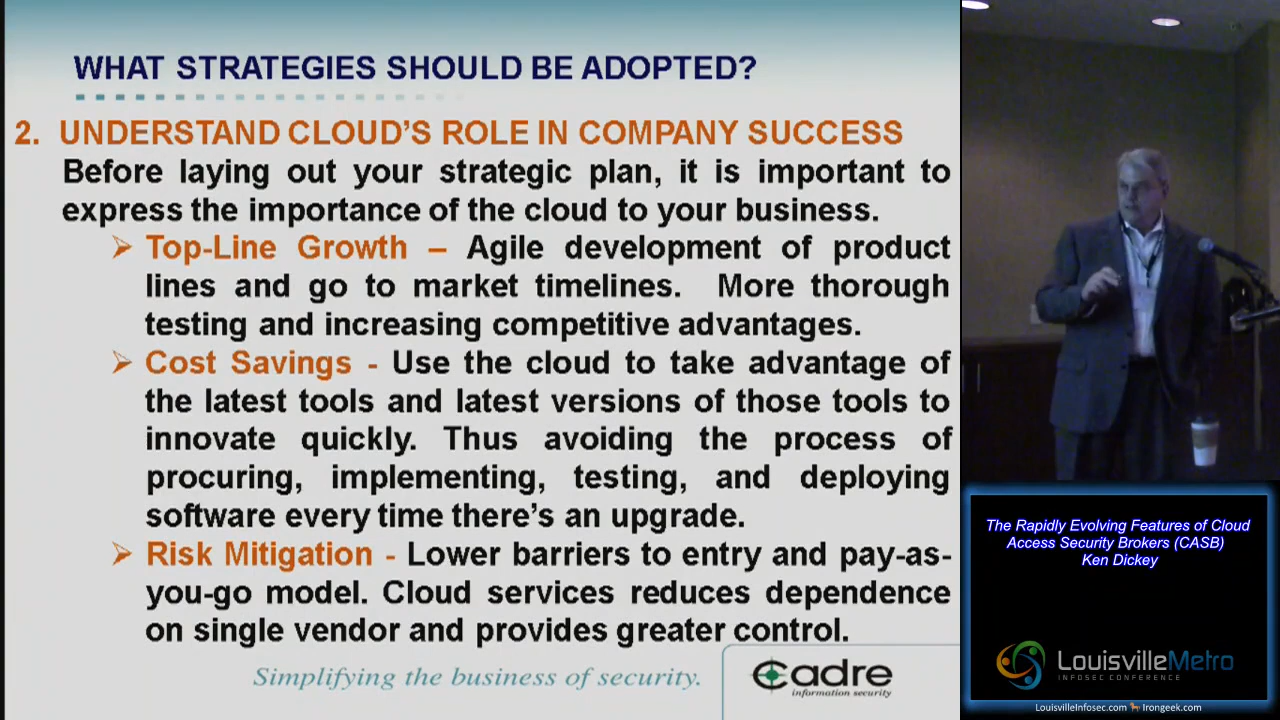 WHAT STRATEGIES SHOULD BE ADOPTED?
2. UNDERSTAND CLOUD'S ROLE IN COMPANY SUCCESS
Before laying out your strategic plan, it is important to
express the importance of the cloud to your business.
Top-Line Growth – Agile development of product
lines and go to market timelines. More thorough
testing and increasing competitive advantages.
Cost Savings - Use the cloud to take advantage of
the latest tools and latest versions of those tools to
innovate quickly. Thus avoiding the process of
procuring, implementing, testing, and deploying
software every time there's an upgrade.
Risk Mitigation - Lower barriers to entry and pay-as-
you-go model. Cloud services reduces dependence
on single vendor and provides greater control.
Simplifying the business of security.
Cadre
information security
The Rapidly Evolving Features of Cloud
Access Security Brokers (CASB)
Ken Dickey
LouisvilleMetro
INFOSEC CONFERENCE
LouisvilleInfosec.com Irongeek.com